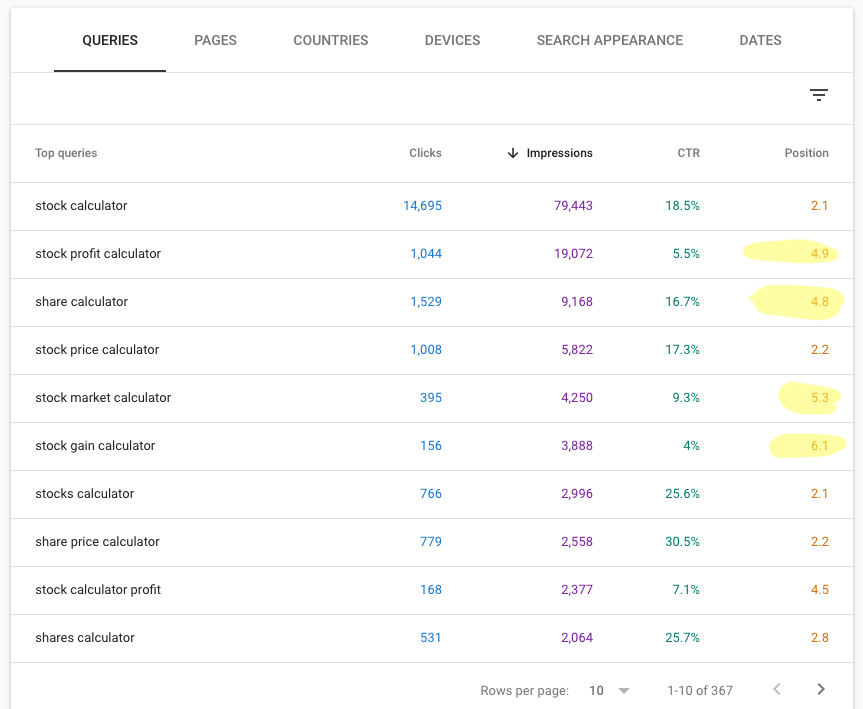 QUERIES PAGES COUNTRIES DEVICES SEARCH APPEARANCE DATES
Top queries Clicks Impressions CTR Position
stock calculator 14,695 79,443 18.5% 2.1
stock profit calculator 1,044 19,072 5.5% 4.9
share calculator 1,529 9,168 16.7% 4.8
stock price calculator 1,008 5,822 17.3% 2.2
stock market calculator 395 4,250 9.3% 5.3
stock gain calculator 156 3,888 4% 6.1
stocks calculator 766 2,996 25.6% 2.1
share price calculator 779 2,558 30.5% 2.2
stock calculator profit 168 2,377 7.1% 4.5
shares calculator 531 2,064 25.7% 2.8
Rows per page: 10 1-10 of 367